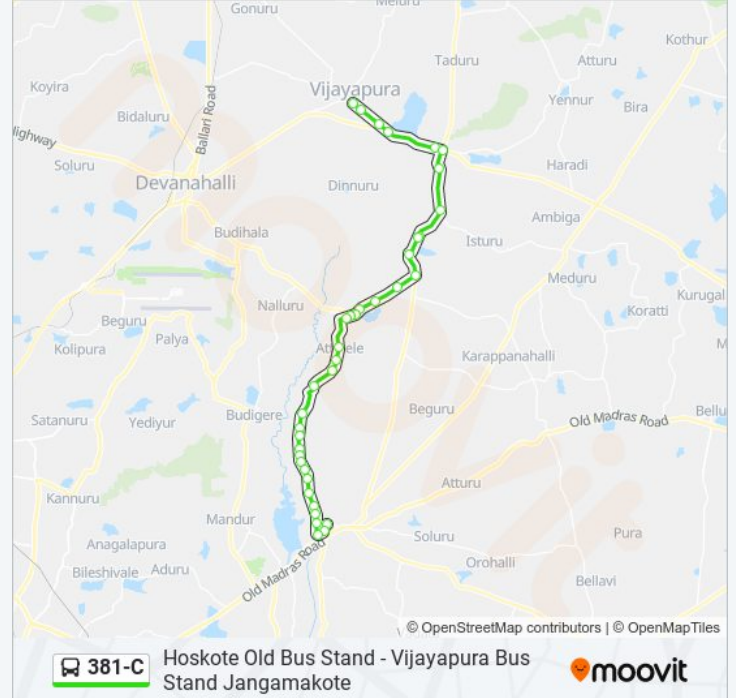 Gonuru
Meluru
Kothur
Taduru
Atturu
Koyira
Vijayapura
Yennur
Bira
Bidaluru
Ballari Road
Highway
Soluru
Haradi
Devanahalli
Dinnuru
Ambiga
Budihala
Isturu
Meduru
Kurugal
Nalluru
Koratti
Beguru
Palya
Kolipura
Karappanahalli
Budigere
Beguru
Old Madras Road
Bellu
Satanuru
Yediyur
Kannuru
Atturu
Mandur
Soluru
Pura
Anagalapura
Bileshivale
Aduru
Orohalli
Old Madras Road
Bellavi
© OpenStreetMap contributors | © OpenMapTiles
381-C
Hoskote Old Bus Stand - Vijayapura Bus
Stand Jangamakote
moovit